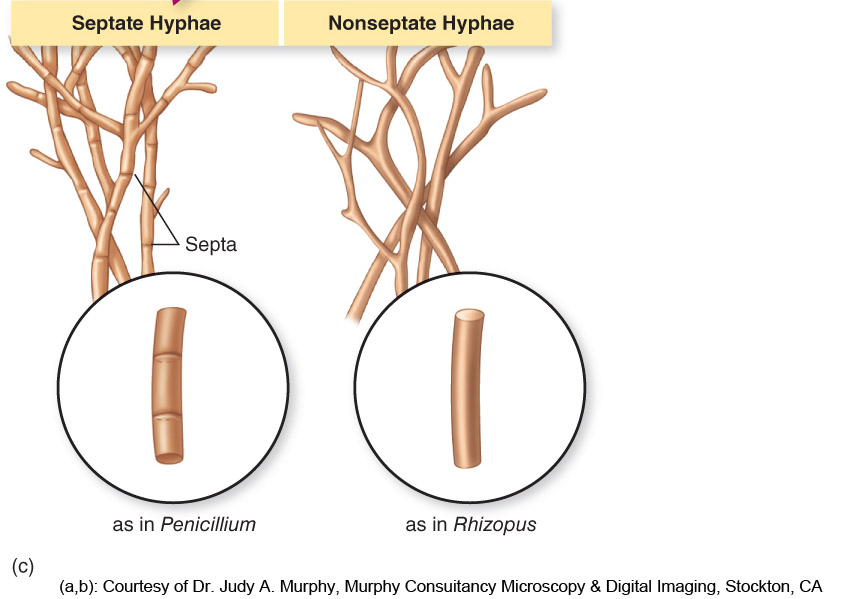 Septate Hyphae
Nonseptate Hyphae
Septa
as in Penicillium
as in Rhizopus
(c)
(a,b): Courtesy of Dr. Judy A. Murphy, Murphy Consuitancy Microscopy & Digital Imaging, Stockton, CA